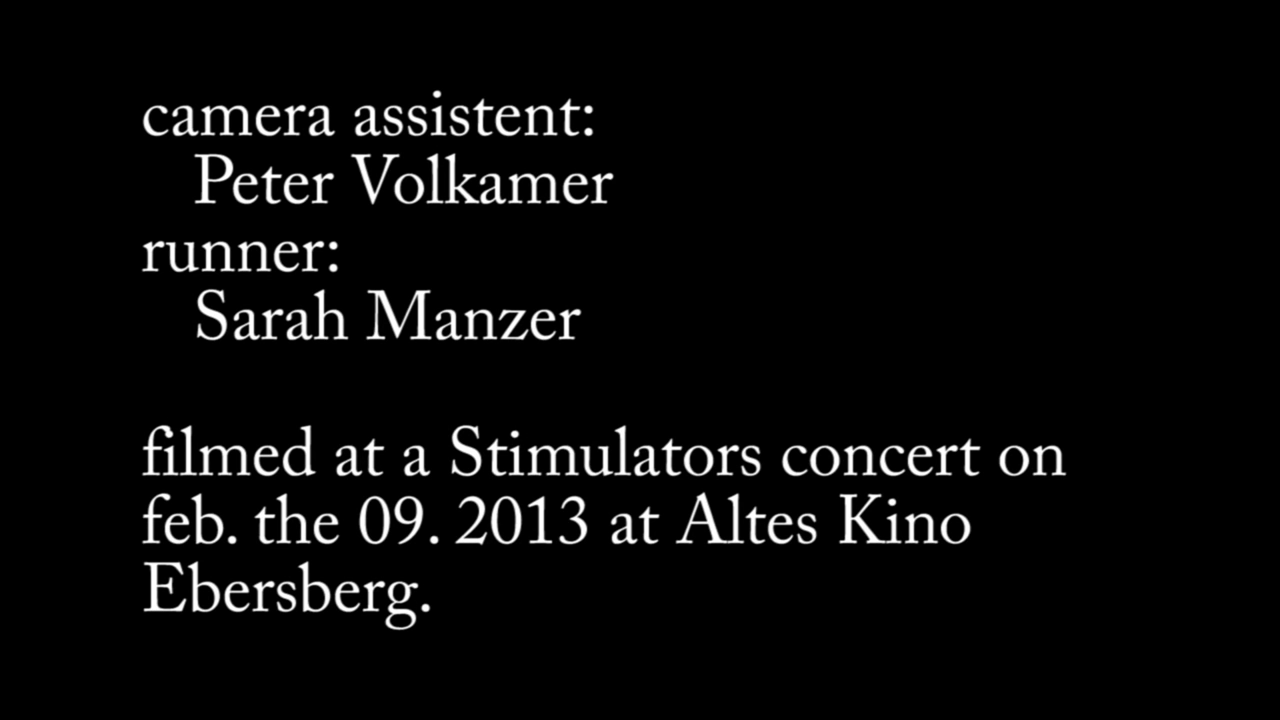 camera assistent:
Peter Volkamer
runner:
Sarah Manzer
filmed at a Stimulators concert on
feb. the 09. 2013 at Altes Kino
Ebersberg.